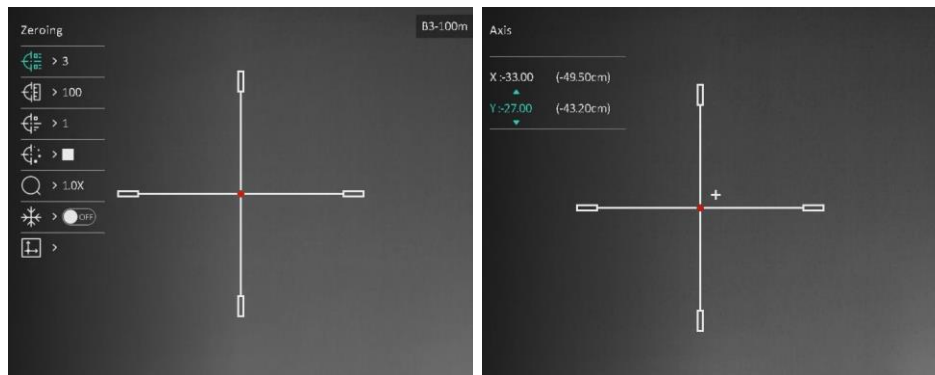 Zeroing
B3-100m
> 3
> 100
> 1
>
> 1.0X
> OFF
>
Axis
X :-33.00 (-49.50cm)
Y :-27.00 (-43.20cm)